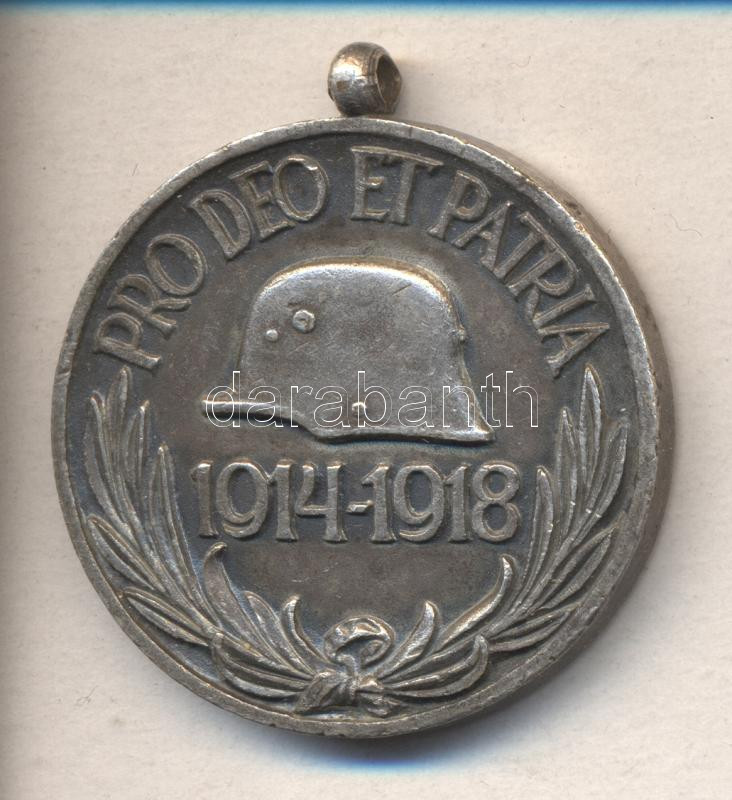 PRO DEO ET PATRIA
darabanth
1914-1918